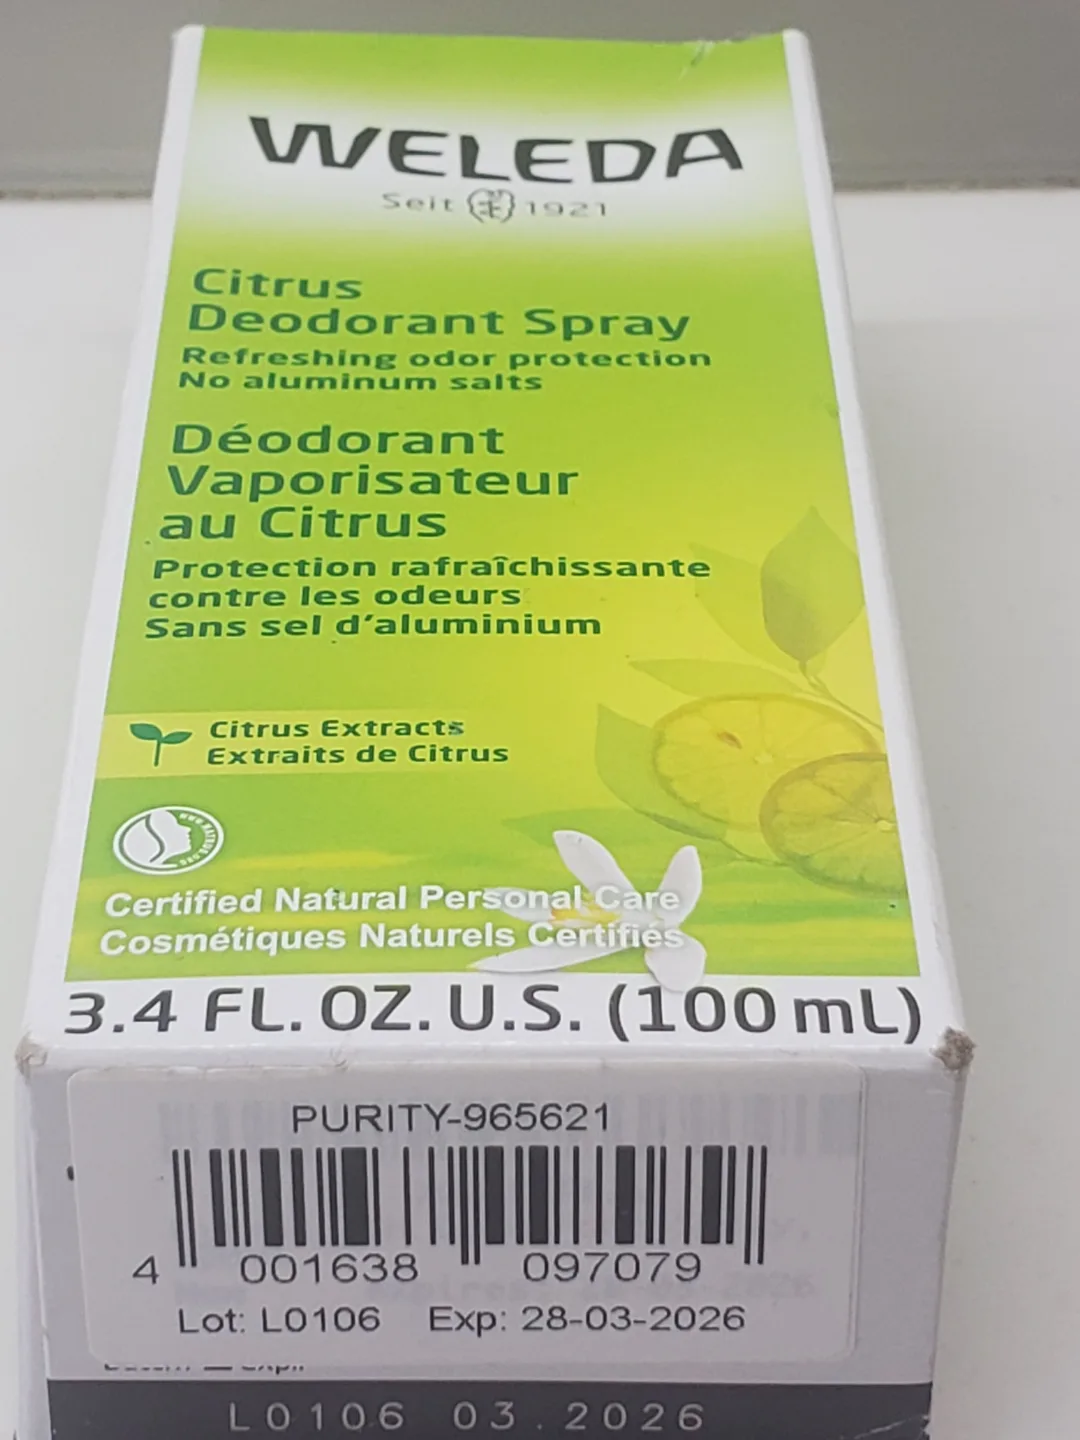 WELEDA
Seit 1921
Citrus
Deodorant Spray
Refreshing odor protection
No aluminum salts
Déodorant
Vaporisateur
au Citrus
Protection rafraîchissante
contre les odeurs
Sans sel d'aluminium
Citrus Extracts
Extraits de Citrus
Certified Natural Personal Care
Cosmétiques Naturels Certifiés
3.4 FL. OZ. U.S. (100 mL)
PURITY-965621
4 001638 097079
Lot: L0106 Exp: 28-03-2026
L0106 03.2026